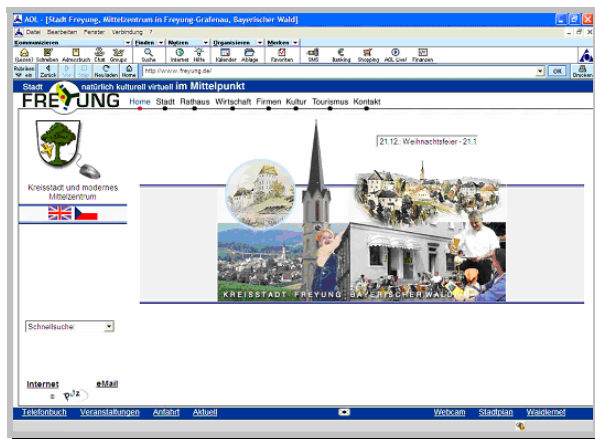 AOL - [Stadt Freyung, Mittelzentrum in Freyung-Grafenau, Bayerischer Wald]
Datei Bearbeiten Fenster Verbindung ?
Kommunizieren Finden Nutzen Organisieren Merken
Lesen Schreiben Adressbuch Chat Groups Suche Internet Hilfe Kalender Ablage Favoriten SMS Banking Shopping AOL Live! Finanzen
Zurück Vor Stop Neu laden Home http://www.freyung.de/ OK Drucken
Stadt natürlich kulturell virtuell im Mittelpunkt
FREYUNG Home Stadt Rathaus Wirtschaft Firmen Kultur Tourismus Kontakt
21.12.: Weihnachtsfeier - 21.1
Kreisstadt und modernes
Mittelzentrum
KREISSTADT FREYUNG BAYERISCHER WALD
Schnellsuche:
Internet eMail
Telefonbuch Veranstaltungen Anfahrt Aktuell Webcam Stadtplan Waidlernet